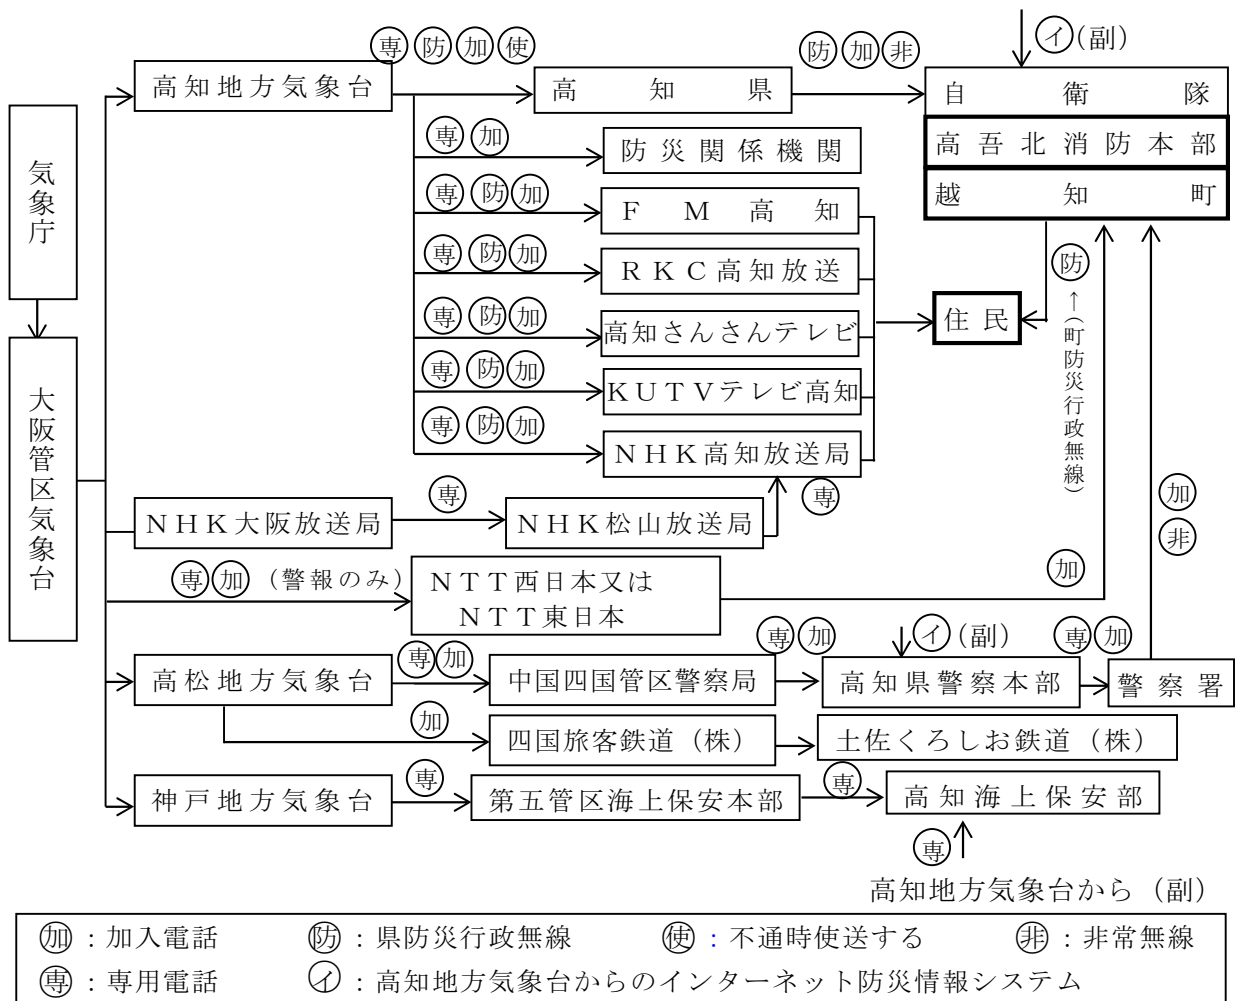 イ(副)
専 防 加 使
防 加 非
高知地方気象台
高知県
自衛隊
気象庁
専 加
防災関係機関
高吾北消防本部
専 防 加
FM高知
越知町
専 防 加
RKC高知放送
防
←(町防災行政無線)
専 防 加
高知さんさんテレビ
住民
大阪管区気象台
専 防 加
KUTVテレビ高知
専 防 加
NHK高知放送局
専
専
NHK大阪放送局
NHK松山放送局
加
非
専 加 (警報のみ)
NTT西日本又は
NTT東日本
加
専 加
専 加
イ(副)
専 加
高松地方気象台
中国四国管区警察局
高知県警察本部
警察署
加
四国旅客鉄道(株)
土佐くろしお鉄道(株)
専
専
神戸地方気象台
第五管区海上保安本部
高知海上保安部
専
高知地方気象台から(副)
加:加入電話 防:県防災行政無線 使:不通時使送する 非:非常無線
専:専用電話 イ:高知地方気象台からのインターネット防災情報システム